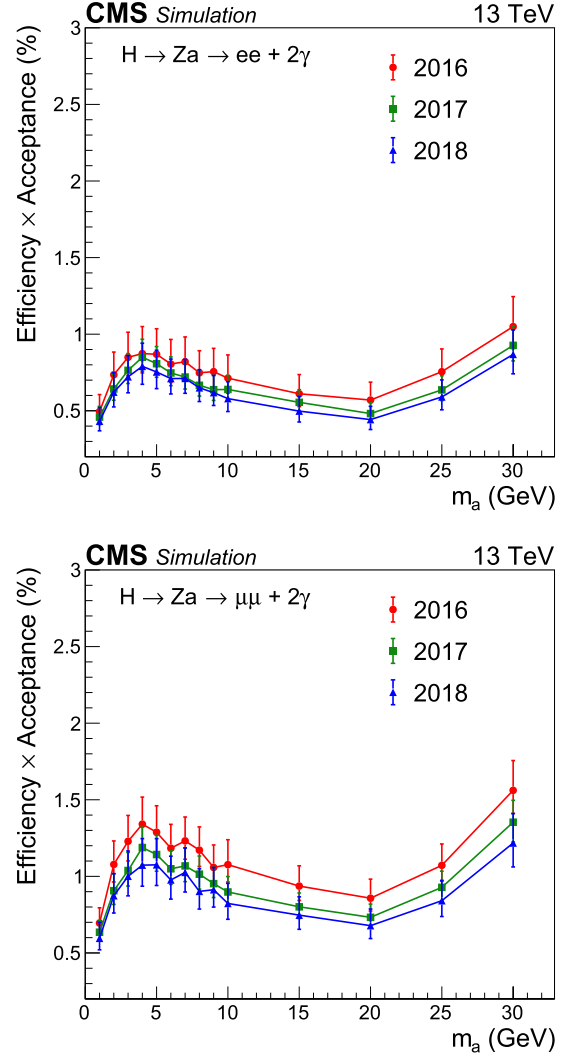 CMS Simulation 13 TeV
H → Za → ee + 2γ
2016
2017
2018
Efficiency × Acceptance (%)
3
2.5
2
1.5
1
0.5
0 5 10 15 20 25 30
mₐ (GeV)
CMS Simulation 13 TeV
H → Za → μμ + 2γ
2016
2017
2018
Efficiency × Acceptance (%)
3
2.5
2
1.5
1
0.5
0 5 10 15 20 25 30
mₐ (GeV)